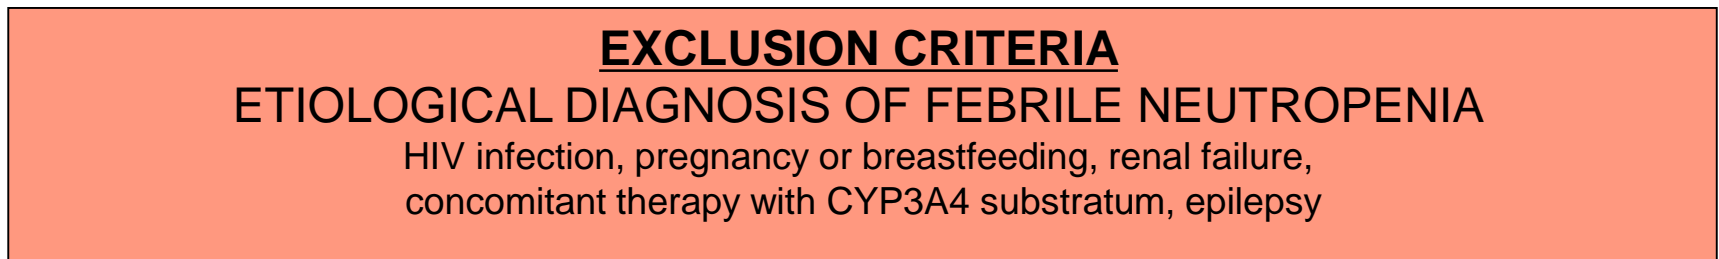 EXCLUSION CRITERIA
ETIOLOGICAL DIAGNOSIS OF FEBRILE NEUTROPENIA
HIV infection, pregnancy or breastfeeding, renal failure,
concomitant therapy with CYP3A4 substratum, epilepsy